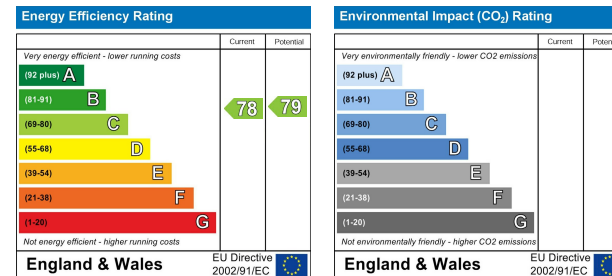 Energy Efficiency Rating
Current Potential
Very energy efficient - lower running costs
(92 plus) A
(81-91) B
(69-80) C
(55-68) D
(39-54) E
(21-38) F
(1-20) G
78 79
Not energy efficient - higher running costs
England & Wales
EU Directive
2002/91/EC
Environmental Impact (CO₂) Rating
Current Poten
Very environmentally friendly - lower CO2 emissions
(92 plus) A
(81-91) B
(69-80) C
(55-68) D
(39-54) E
(21-38) F
(1-20) G
Not environmentally friendly - higher CO2 emissions
England & Wales
EU Directive
2002/91/EC